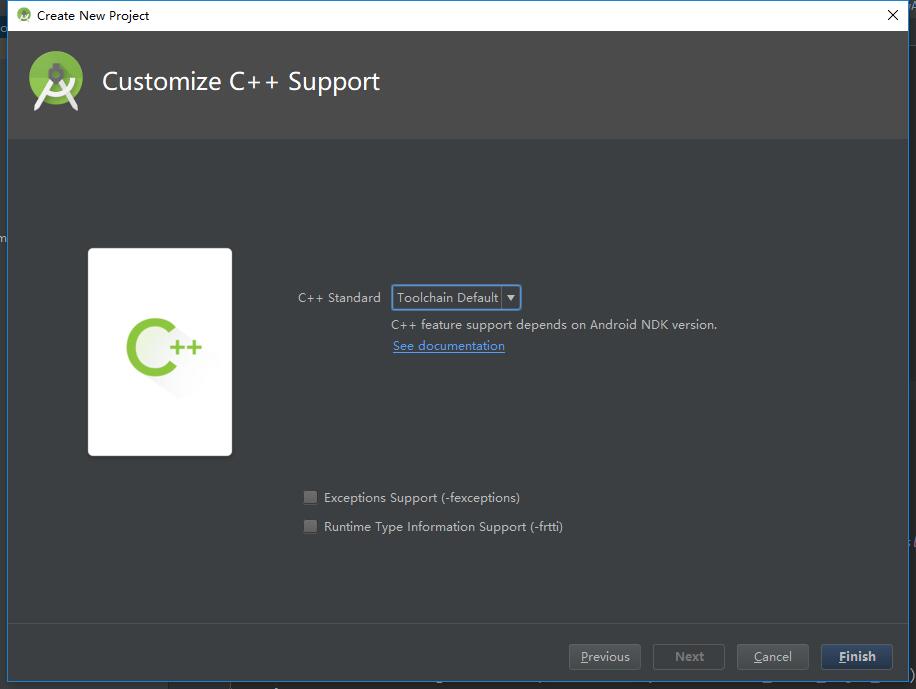 Create New Project
Customize C++ Support
C++
C++ Standard Toolchain Default
C++ feature support depends on Android NDK version.
See documentation
Exceptions Support (-fexceptions)
Runtime Type Information Support (-frtti)
Previous Next Cancel Finish